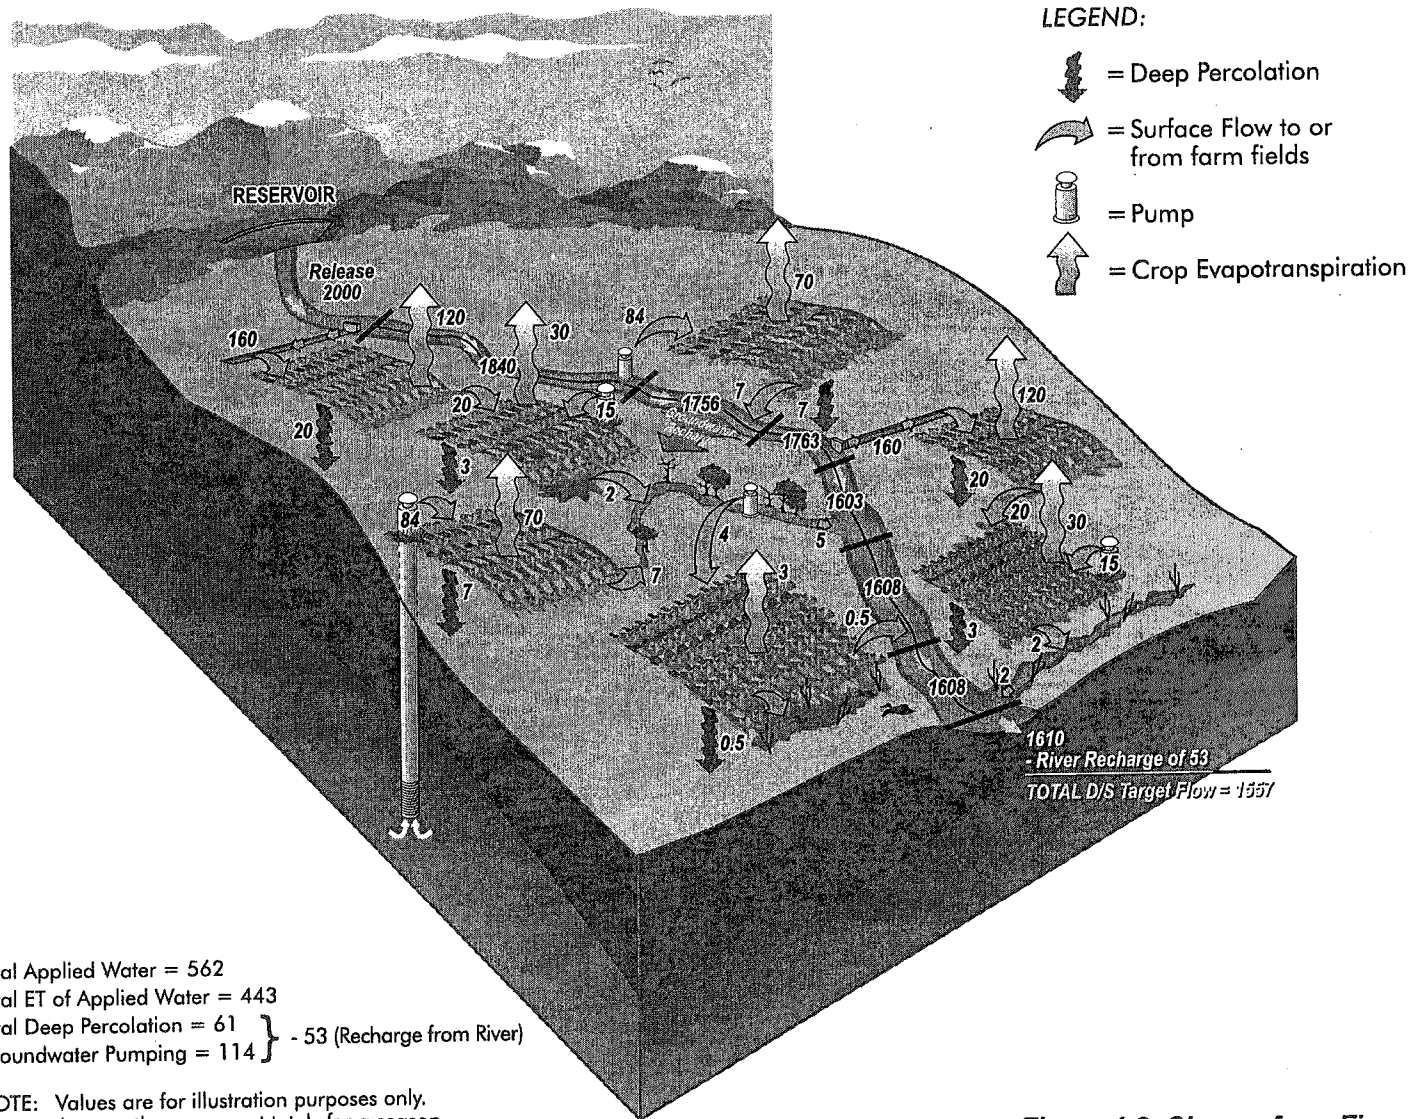 LEGEND:
= Deep Percolation
= Surface Flow to or
from farm fields
= Pump
= Crop Evapotranspiration
RESERVOIR
Release
2000
160
120
30
84
70
1840
20
15
1756
7
7
Groundwater
Recharge
1763
160
120
20
3
2
1603
20
20
30
84
70
4
5
15
7
7
3
1608
0.5
3
2
2
1608
0.5
1610
- River Recharge of 53
TOTAL D/S Target Flow = 1557
al Applied Water = 562
al ET of Applied Water = 443
al Deep Percolation = 61
oundwater Pumping = 114
} - 53 (Recharge from River)
OTE: Values are for illustration purposes only.